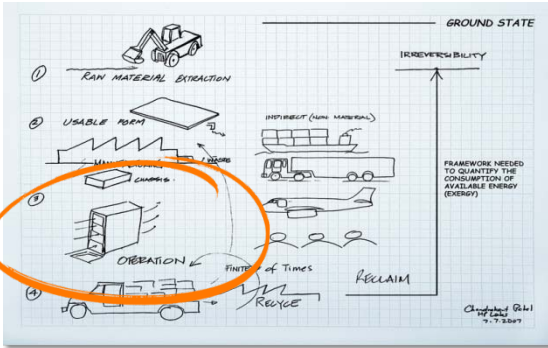 GROUND STATE
IRREVERSIBILITY
① RAW MATERIAL EXTRACTION
② USABLE FORM
INDIRECT (NON MATERIAL)
WASTE
CHASSIS.
FRAMEWORK NEEDED
TO QUANTIFY THE
CONSUMPTION OF
AVAILABLE ENERGY
(EXERGY)
③
OPERATION
FINITE # of Times
RECLAIM
④
RECYCE
HP Labs
7.7.2007